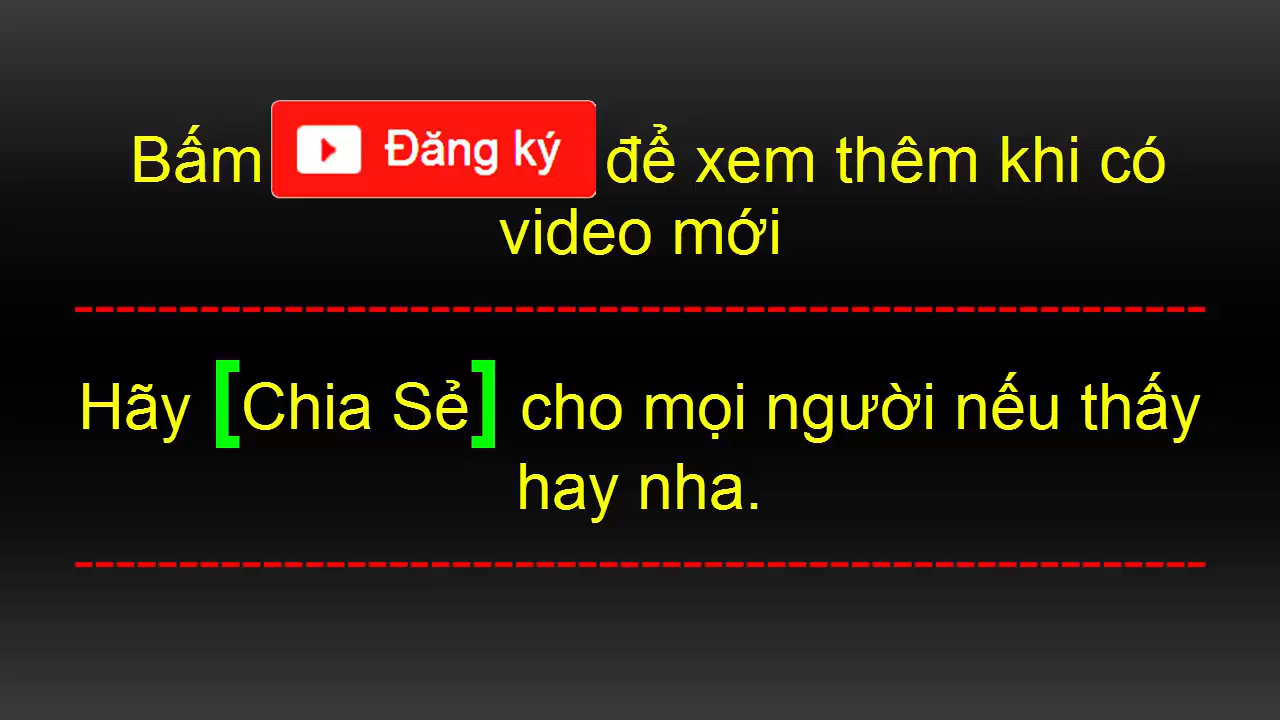 Bấm Đăng ký để xem thêm khi có
video mới
------------------------------------------------------
Hãy [Chia Sẻ] cho mọi người nếu thấy
hay nha.
------------------------------------------------------